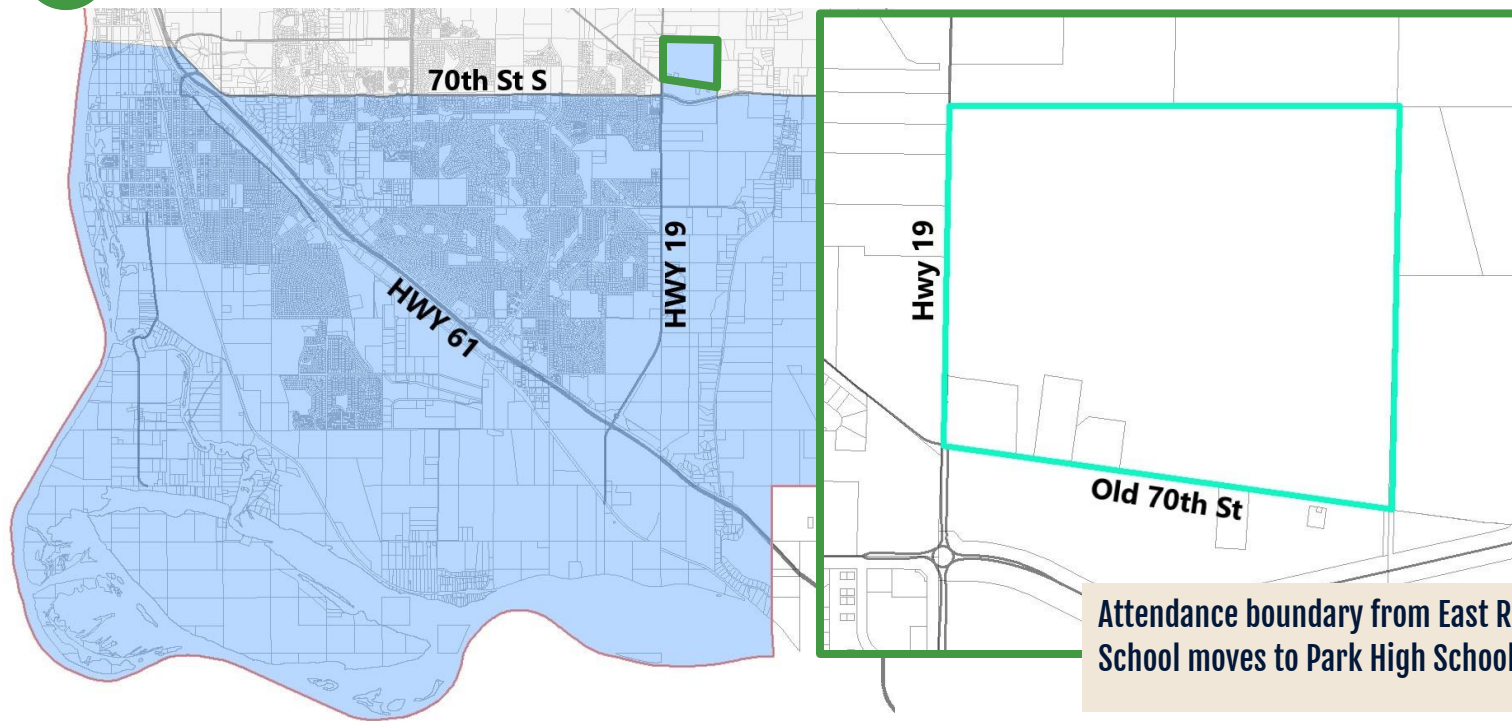 70th St S
HWY 19
HWY 61
Hwy 19
Old 70th St
Attendance boundary from East R
School moves to Park High School